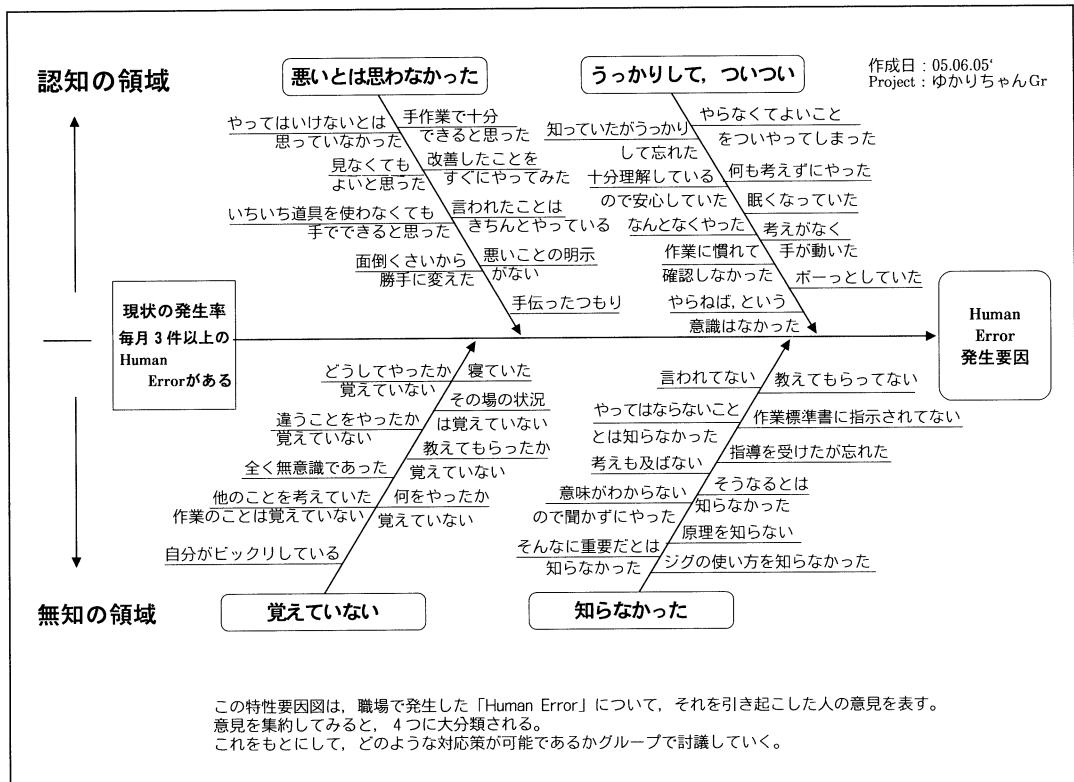 認知の領域
悪いとは思わなかった
うっかりして，ついつい
作成日：05.06.05‘
Project：ゆかりちゃんGr
やってはいけないとは
思っていなかった
手作業で十分
できると思った
見なくても
よいと思った
改善したことを
すぐにやってみた
いちいち道具を使わなくても
手でできると思った
言われたことは
きちんとやっている
面倒くさいから
勝手に変えた
悪いことの明示
がない
手伝ったつもり
知っていたがうっかり
して忘れた
やらなくてよいこと
をついやってしまった
十分理解している
ので安心していた
何も考えずにやった
眠くなっていた
なんとなくやった
考えがなく
手が動いた
作業に慣れて
確認しなかった
ボーっとしていた
やらねば，という
意識はなかった
現状の発生率
毎月3件以上の
Human
Errorがある
Human
Error
発生要因
どうしてやったか
覚えていない
寝ていた
その場の状況
は覚えていない
違うことをやったか
覚えていない
教えてもらったか
覚えていない
全く無意識であった
他のことを考えていた
作業のことは覚えていない
何をやったか
覚えていない
自分がビックリしている
言われてない
教えてもらってない
やってはならないこと
とは知らなかった
作業標準書に指示されてない
考えも及ばない
指導を受けたが忘れた
意味がわからない
ので聞かずにやった
そうなるとは
知らなかった
原理を知らない
そんなに重要だとは
知らなかった
ジグの使い方を知らなかった
無知の領域
覚えていない
知らなかった
この特性要因図は，職場で発生した「Human Error」について，それを引き起こした人の意見を表す。
意見を集約してみると，4つに大分類される。
これをもとにして，どのような対応策が可能であるかグループで討議していく。